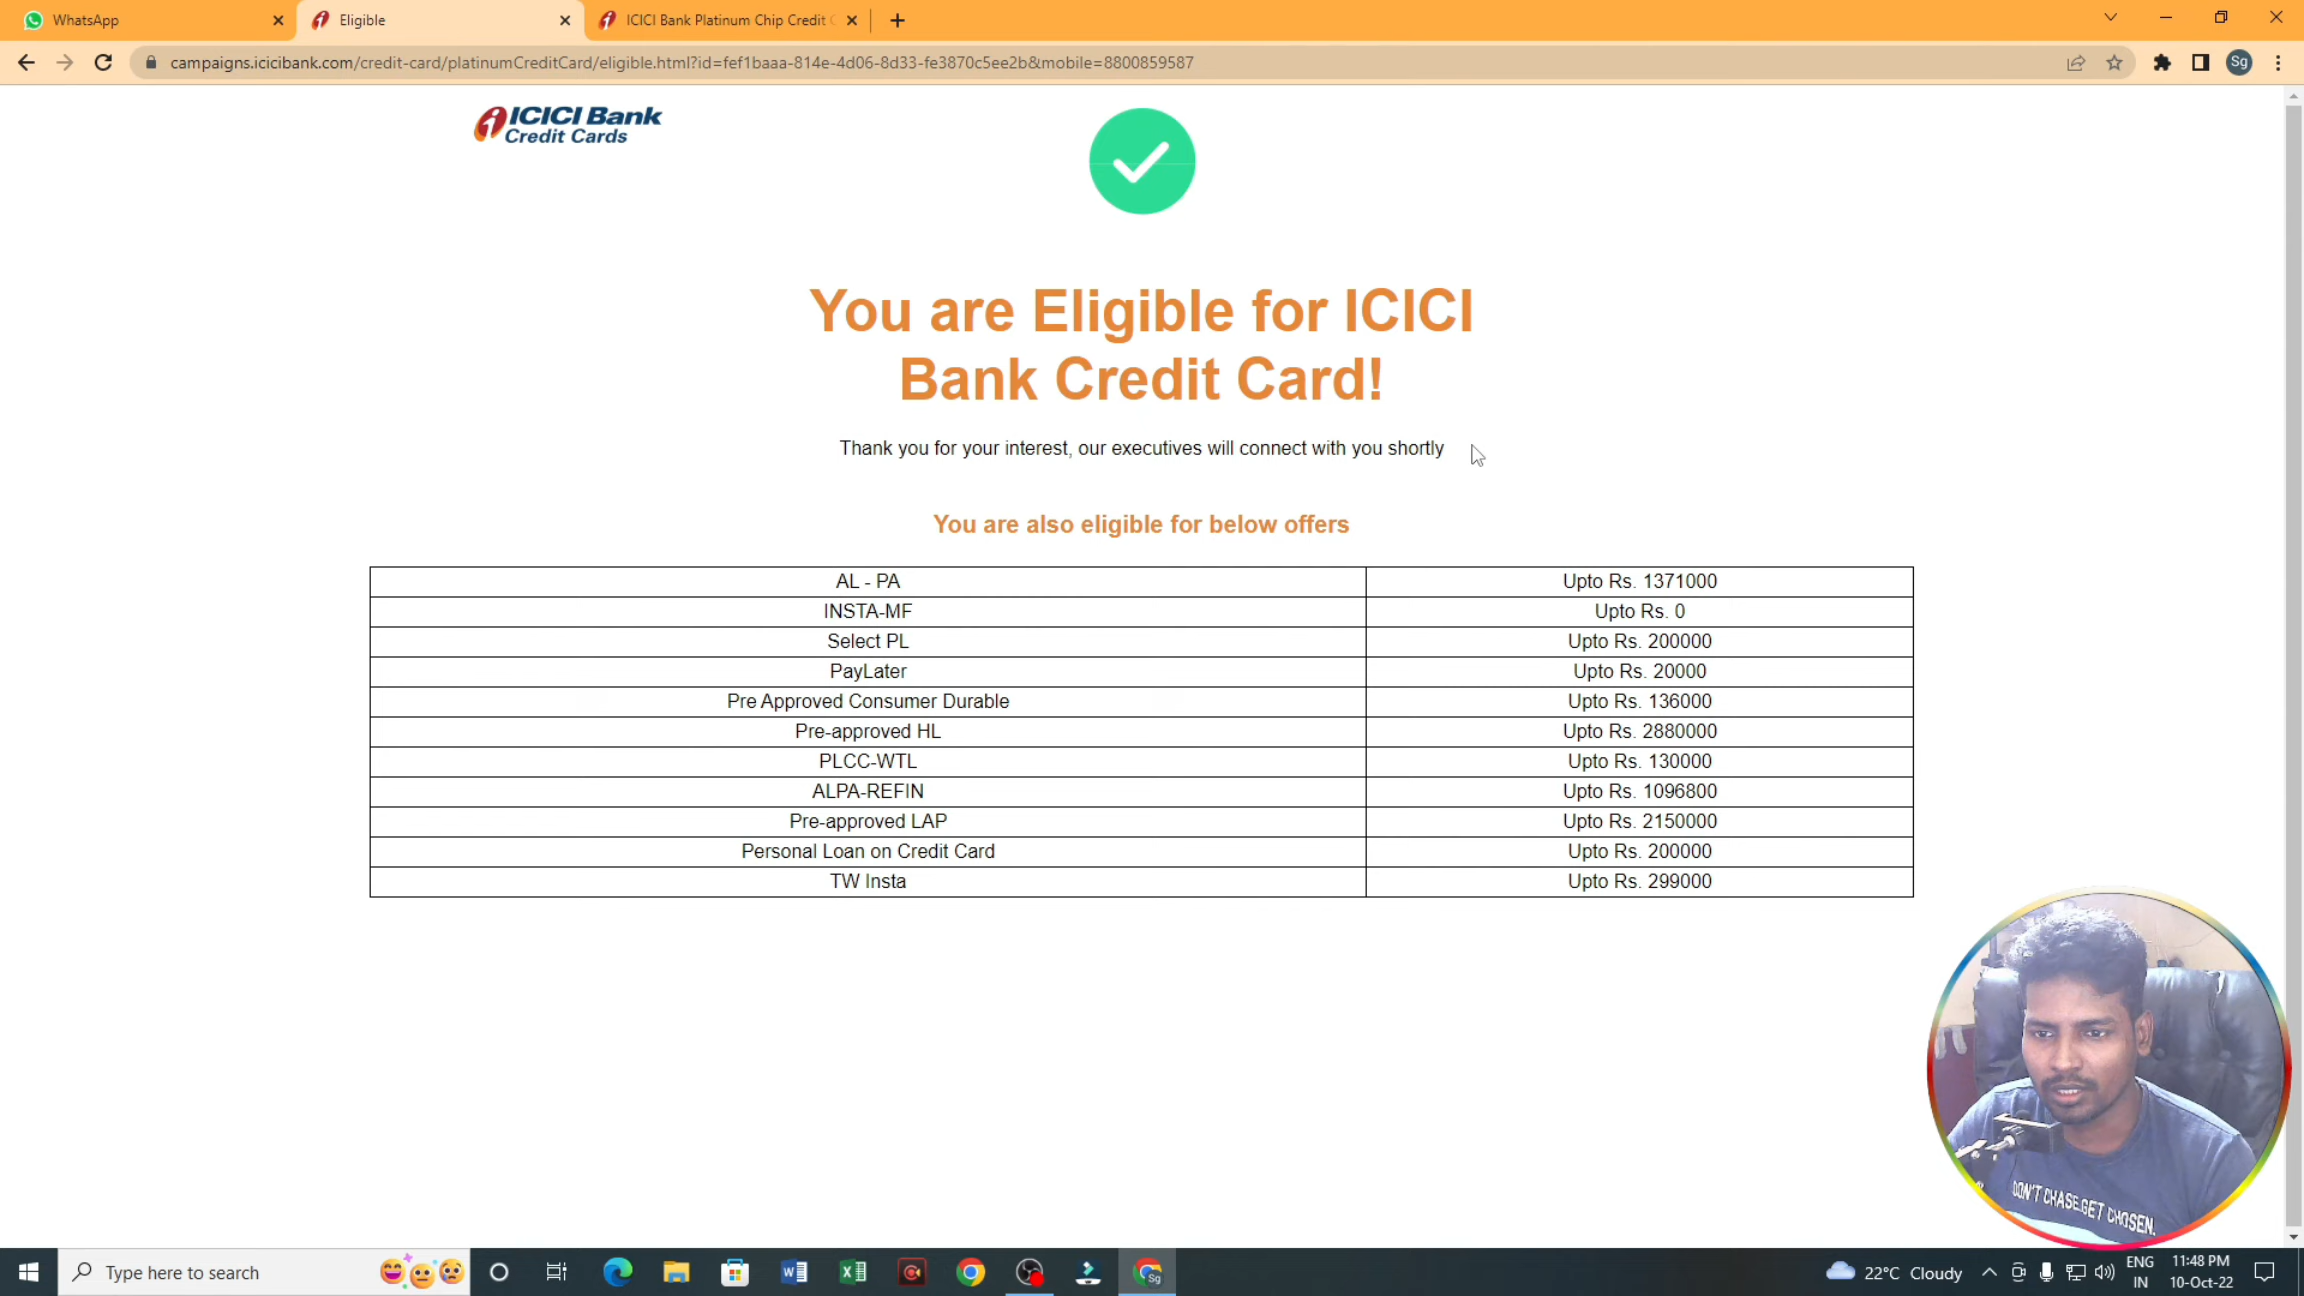 WhatsApp
Eligible
ICICI Bank Platinum Chip Credit C
campaigns.icicibank.com/credit-card/platinumCreditCard/eligible.html?id=fef1baaa-814e-4d06-8d33-fe3870c5ee2b&mobile=8800859587
Sg
ICICI Bank
Credit Cards
You are Eligible for ICICI
Bank Credit Card!
Thank you for your interest, our executives will connect with you shortly
You are also eligible for below offers
AL - PA Upto Rs. 1371000
INSTA-MF Upto Rs. 0
Select PL Upto Rs. 200000
PayLater Upto Rs. 20000
Pre Approved Consumer Durable Upto Rs. 136000
Pre-approved HL Upto Rs. 2880000
PLCC-WTL Upto Rs. 130000
ALPA-REFIN Upto Rs. 1096800
Pre-approved LAP Upto Rs. 2150000
Personal Loan on Credit Card Upto Rs. 200000
TW Insta Upto Rs. 299000
DON'T CHASE.GET CHOSEN.
Type here to search
Sg
22°C Cloudy
ENG
IN
11:48 PM
10-Oct-22